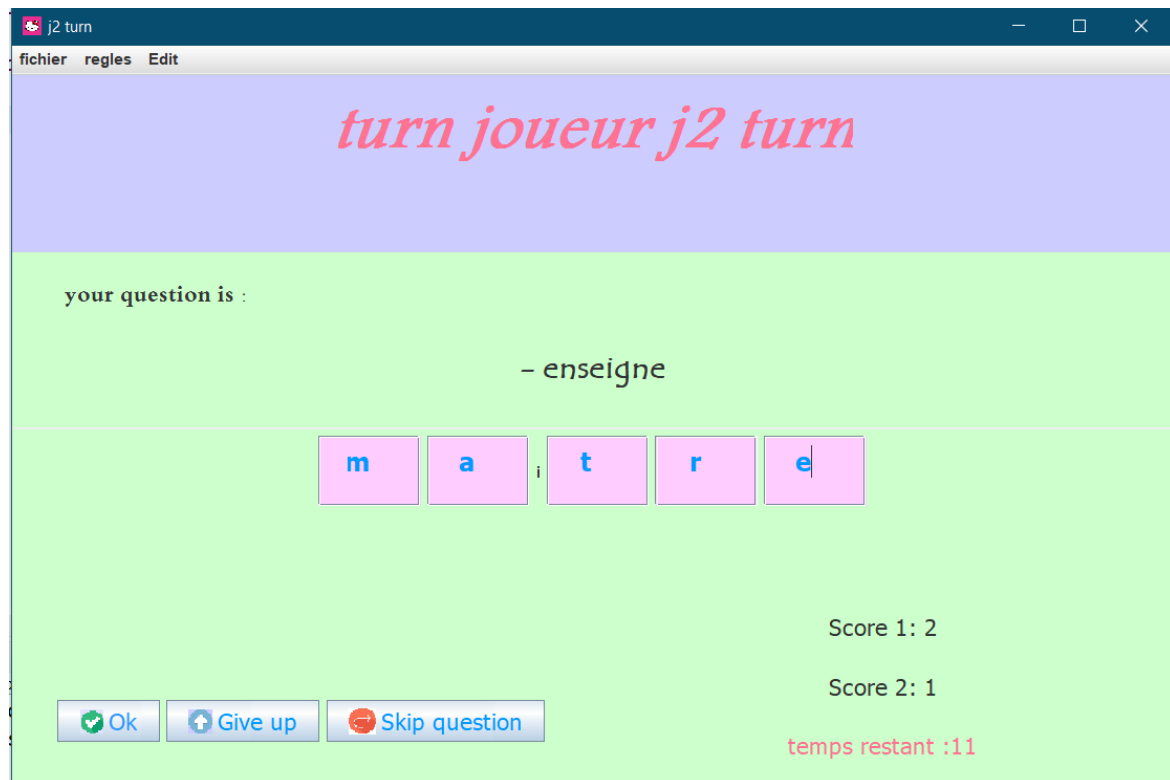 j2 turn
fichier regles Edit
turn joueur j2 turn
your question is :
– enseigne
m a i t r e
Score 1: 2
Score 2: 1
Ok Give up Skip question
temps restant :11